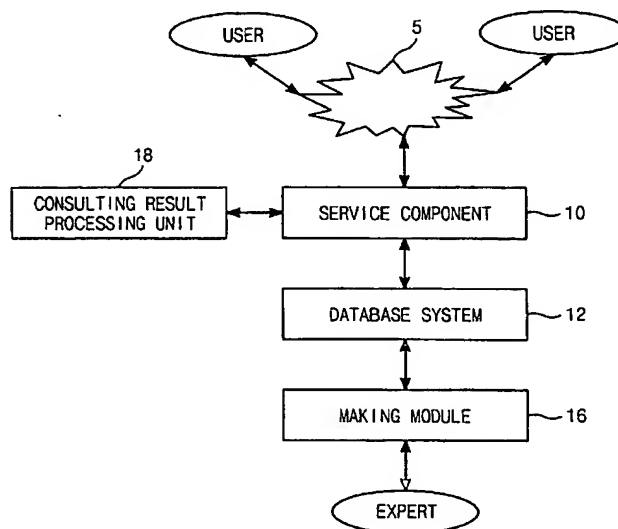 USER
5
USER
18
CONSULTING RESULT
PROCESSING UNIT
SERVICE COMPONENT
10
DATABASE SYSTEM
12
MAKING MODULE
16
EXPERT